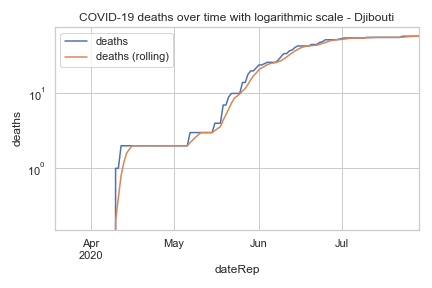 COVID-19 deaths over time with logarithmic scale - Djibouti
deaths
deaths (rolling)
deaths
10¹
10⁰
Apr
2020
May
Jun
Jul
dateRep